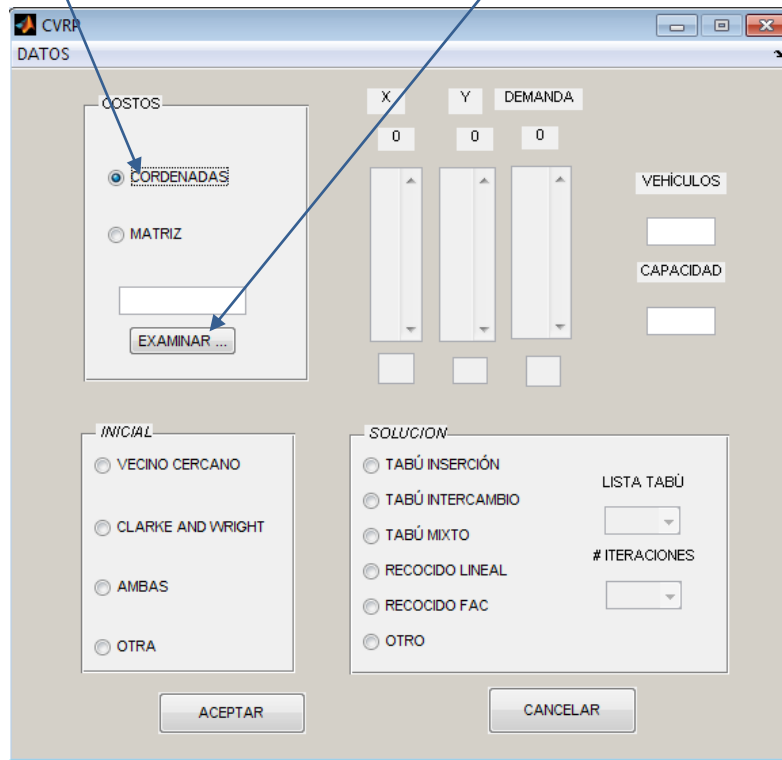 CVRP
DATOS
COSTOS
CORDENADAS
MATRIZ
EXAMINAR ...
X Y DEMANDA
0 0 0
VEHÍCULOS
CAPACIDAD
INICIAL
VECINO CERCANO
CLARKE AND WRIGHT
AMBAS
OTRA
SOLUCION
TABÚ INSERCIÓN
TABÚ INTERCAMBIO
TABÚ MIXTO
RECOCIDO LINEAL
RECOCIDO FAC
OTRO
LISTA TABÙ
# ITERACIONES
ACEPTAR
CANCELAR